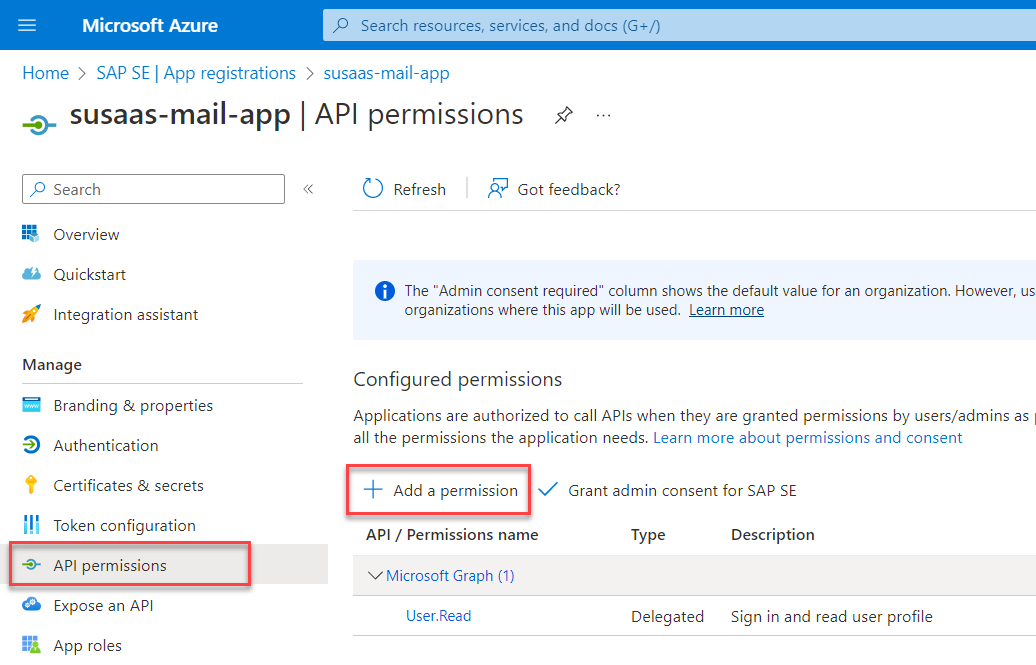 Microsoft Azure
Search resources, services, and docs (G+/)
Home > SAP SE | App registrations > susaas-mail-app
susaas-mail-app | API permissions
Search
Overview
Quickstart
Integration assistant
Manage
Branding & properties
Authentication
Certificates & secrets
Token configuration
API permissions
Expose an API
App roles
Refresh
Got feedback?
The "Admin consent required" column shows the default value for an organization. However, us
organizations where this app will be used. Learn more
Configured permissions
Applications are authorized to call APIs when they are granted permissions by users/admins as p
all the permissions the application needs. Learn more about permissions and consent
Add a permission
Grant admin consent for SAP SE
API / Permissions name Type Description
Microsoft Graph (1)
User.Read Delegated Sign in and read user profile